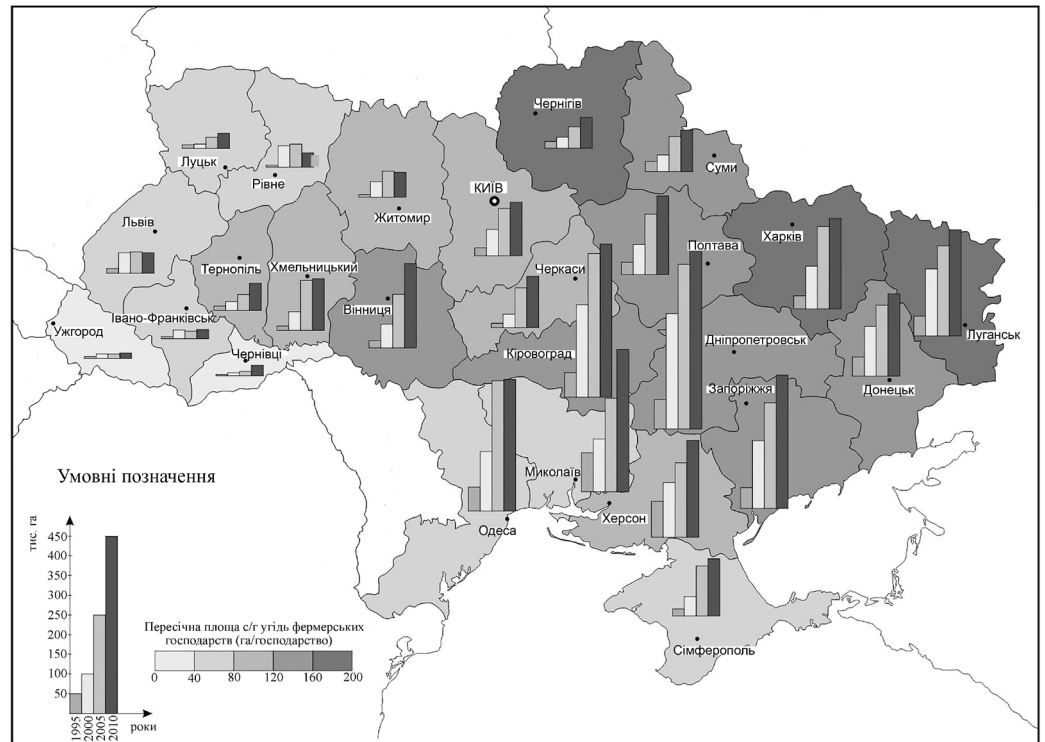 Чернігів
Суми
Луцьк
Рівне
КИЇВ
Житомир
Львів
Харків
Полтава
Тернопіль
Хмельницький
Черкаси
Вінниця
Івано-Франківськ
Ужгород
Луганськ
Дніпропетровськ
Чернівці
Кіровоград
Запоріжжя
Донецьк
Миколаїв
Херсон
Одеса
Сімферополь
Умовні позначення
тис. га
450
400
350
300
250
200
150
100
50
1995
2000
2005
2010
роки
Пересічна площа с/г угідь фермерських
господарств (га/господарство)
0 40 80 120 160 200